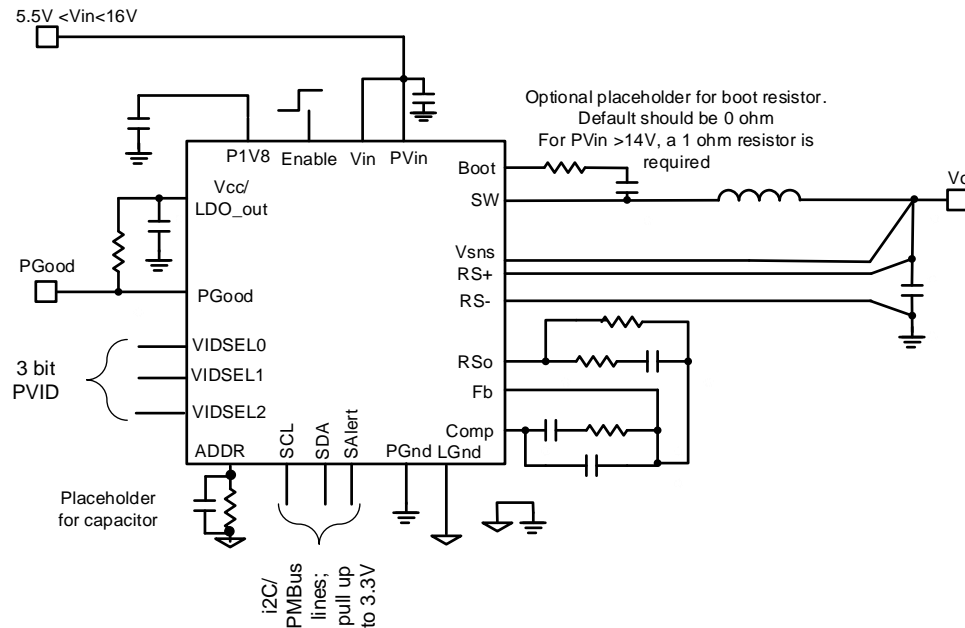 5.5V <Vin<16V
Optional placeholder for boot resistor.
Default should be 0 ohm
For PVin >14V, a 1 ohm resistor is
required
P1V8
Enable
Vin
PVin
Boot
Vcc/
LDO_out
SW
Vsns
RS+
RS-
PGood
PGood
VIDSEL0
VIDSEL1
VIDSEL2
3 bit
PVID
RSo
Fb
Comp
ADDR
SCL
SDA
SAlert
PGnd
LGnd
Placeholder
for capacitor
i2C/
PMBus
lines;
pull up
to 3.3V